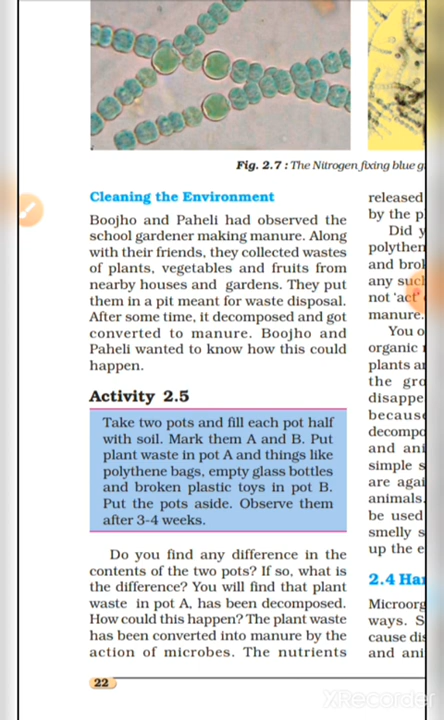 Fig. 2.7 : The Nitrogen fixing blue g
Cleaning the Environment
Boojho and Paheli had observed the
school gardener making manure. Along
with their friends, they collected wastes
of plants, vegetables and fruits from
nearby houses and gardens. They put
them in a pit meant for waste disposal.
After some time, it decomposed and got
converted to manure. Boojho and
Paheli wanted to know how this could
happen.
Activity 2.5
Take two pots and fill each pot half
with soil. Mark them A and B. Put
plant waste in pot A and things like
polythene bags, empty glass bottles
and broken plastic toys in pot B.
Put the pots aside. Observe them
after 3-4 weeks.
Do you find any difference in the
contents of the two pots? If so, what is
the difference? You will find that plant
waste in pot A, has been decomposed.
How could this happen? The plant waste
has been converted into manure by the
action of microbes. The nutrients
22
released
by the p
Did y
polythen
and brok
any such
not 'act'
manure.
You o
organic
plants an
the gro
disappe
because
decompo
and ani
simple s
are agai
animals.
be used
smelly s
up the e
2.4 Har
Microorg
ways. S
cause dis
and ani
XRecorder